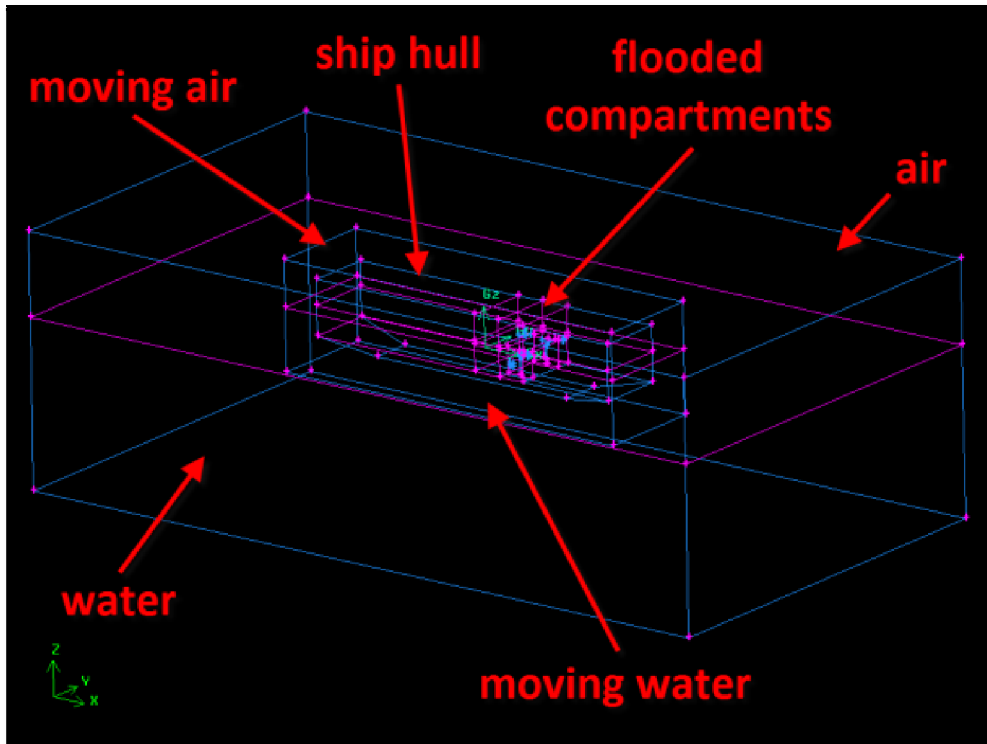 ship hull
flooded
compartments
moving air
air
Gz
water
moving water
Z
Y
X